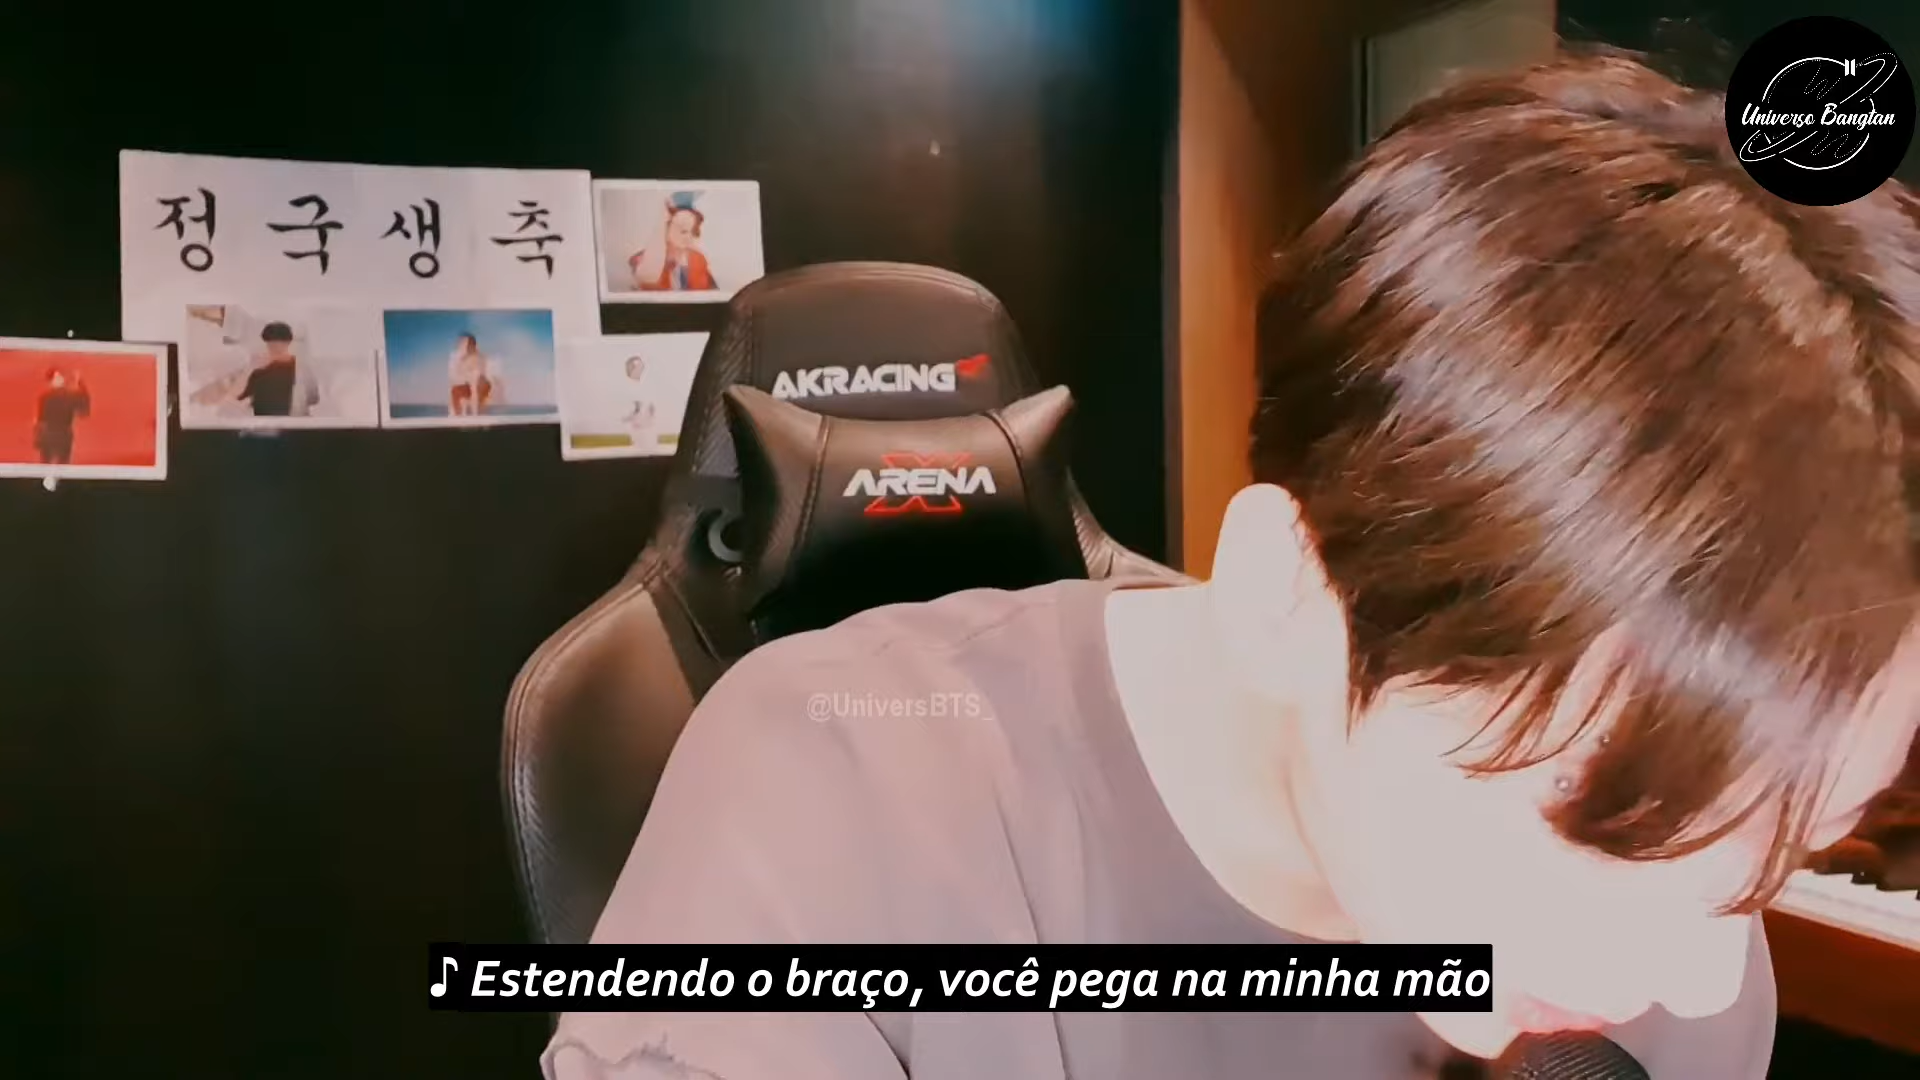 Universo Bangtan
정국생축
AKRACING
ARENA X
@UniversBTS_
♪ Estendendo o braço, você pega na minha mão